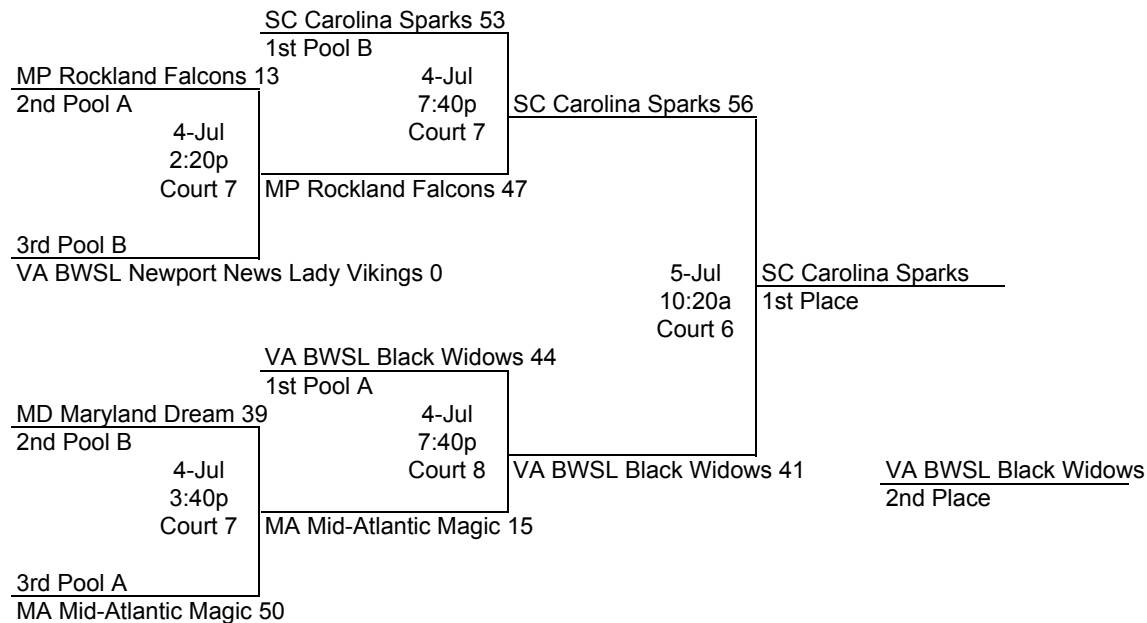 SC Carolina Sparks 53
1st Pool B
MP Rockland Falcons 13
2nd Pool A
4-Jul
7:40p
Court 7
SC Carolina Sparks 56
4-Jul
2:20p
Court 7
MP Rockland Falcons 47
3rd Pool B
VA BWSL Newport News Lady Vikings 0
5-Jul
10:20a
Court 6
SC Carolina Sparks
1st Place
VA BWSL Black Widows 44
1st Pool A
MD Maryland Dream 39
2nd Pool B
4-Jul
7:40p
Court 8
VA BWSL Black Widows 41
VA BWSL Black Widows
2nd Place
4-Jul
3:40p
Court 7
MA Mid-Atlantic Magic 15
3rd Pool A
MA Mid-Atlantic Magic 50